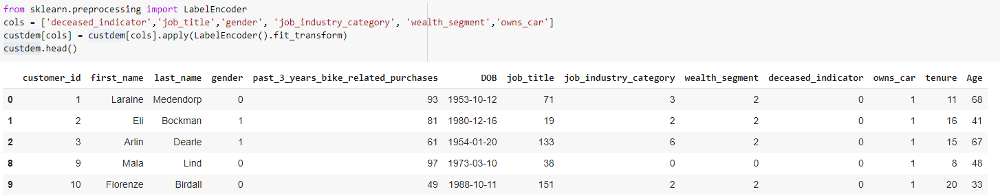 from sklearn.preprocessing import LabelEncoder
cols = ['deceased_indicator','job_title','gender', 'job_industry_category', 'wealth_segment','owns_car']
custdem[cols] = custdem[cols].apply(LabelEncoder().fit_transform)
custdem.head()
customer_id first_name last_name gender past_3_years_bike_related_purchases DOB job_title job_industry_category wealth_segment deceased_indicator owns_car tenure Age
0 1 Laraine Medendorp 0 93 1953-10-12 71 3 2 0 1 11 68
1 2 Eli Bockman 1 81 1980-12-16 19 2 2 0 1 16 41
2 3 Arlin Dearle 1 61 1954-01-20 133 6 2 0 1 15 67
8 9 Mala Lind 0 97 1973-03-10 38 0 0 0 1 8 48
9 10 Fiorenze Birdall 0 49 1988-10-11 151 2 2 0 1 20 33